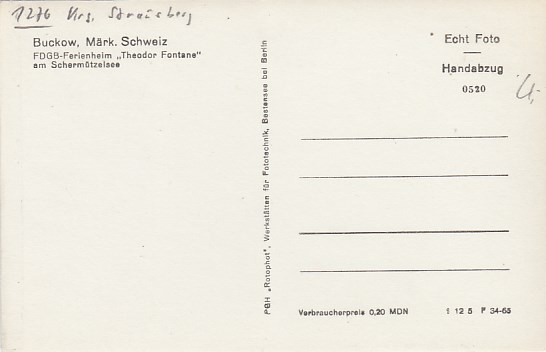 1276 Krs. Strausberg
Buckow, Märk. Schweiz
FDGB-Ferienheim „Theodor Fontane"
am Schermützelsee
PBH „Rotophot", Werkstätten für Fototechnik, Bestensee bei Berlin
Echt Foto
Handabzug
0520
Verbraucherpreis 0,20 MDN
1 12 5 P 34-65